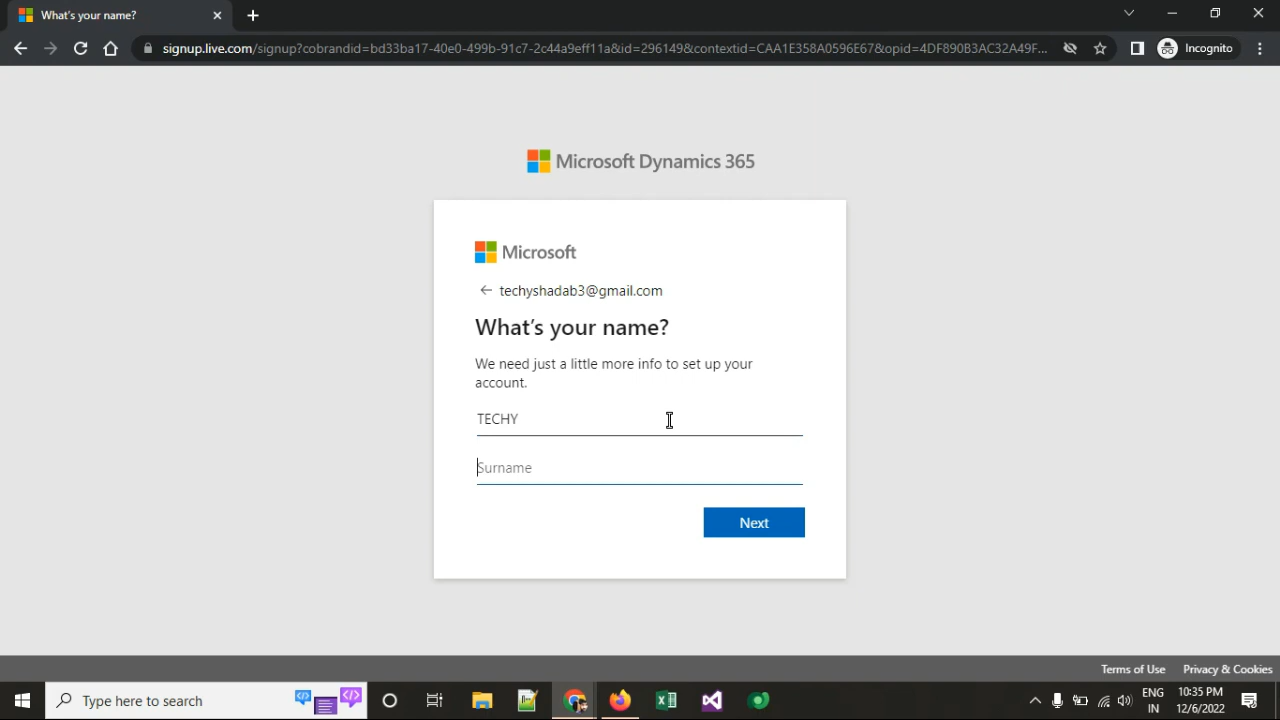 What's your name?
signup.live.com/signup?cobrandid=bd33ba17-40e0-499b-91c7-2c44a9eff11a&id=296149&contextid=CAA1E358A0596E67&opid=4DF890B3AC32A49F...
Incognito
Microsoft Dynamics 365
Microsoft
techyshadab3@gmail.com
What's your name?
We need just a little more info to set up your
account.
TECHY
Surname
Next
Terms of Use
Privacy & Cookies
Type here to search
ENG
IN
10:35 PM
12/6/2022